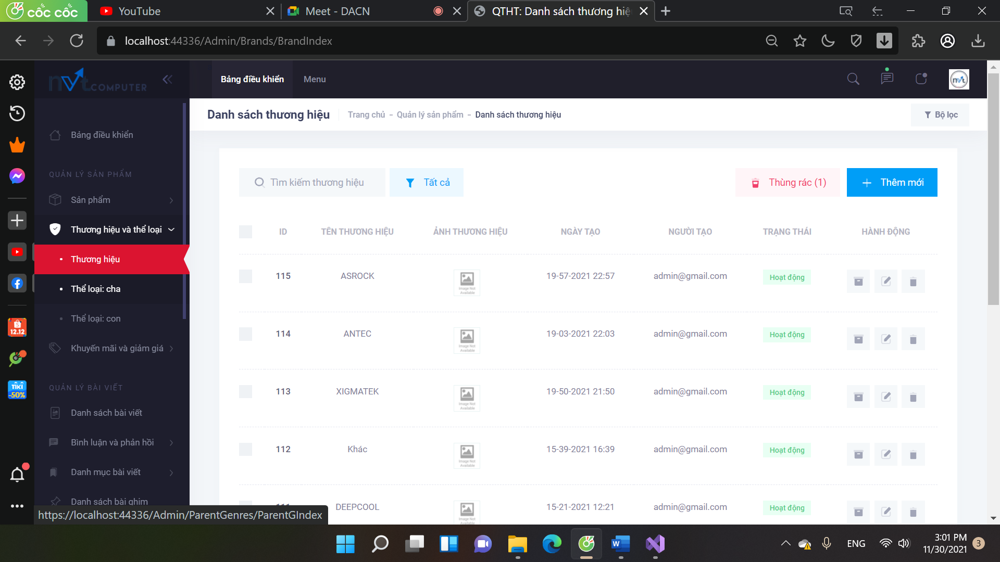 cốc cốc
YouTube
Meet - DACN
QTHT: Danh sách thương hiệ
localhost:44336/Admin/Brands/BrandIndex
nvt COMPUTER
Bảng điều khiển
Menu
nvt
Danh sách thương hiệu
Trang chủ - Quản lý sản phẩm - Danh sách thương hiệu
Bộ lọc
Bảng điều khiển
QUẢN LÝ SẢN PHẨM
Sản phẩm
Thương hiệu và thể loại
Thương hiệu
Thể loại: cha
Thể loại: con
Khuyến mãi và giảm giá
QUẢN LÝ BÀI VIẾT
Danh sách bài viết
Bình luận và phản hồi
Danh mục bài viết
Danh sách bài ghim
12.12
TIKI
-50%
Tìm kiếm thương hiệu
Tất cả
Thùng rác (1)
Thêm mới
ID TÊN THƯƠNG HIỆU ẢNH THƯƠNG HIỆU NGÀY TẠO NGƯỜI TẠO TRẠNG THÁI HÀNH ĐỘNG
115 ASROCK Image Not Available 19-57-2021 22:57 admin@gmail.com Hoạt động
114 ANTEC Image Not Available 19-03-2021 22:03 admin@gmail.com Hoạt động
113 XIGMATEK Image Not Available 19-50-2021 21:50 admin@gmail.com Hoạt động
112 Khác Image Not Available 15-39-2021 16:39 admin@gmail.com Hoạt động
DEEPCOOL Image Not Available 15-21-2021 12:21 admin@gmail.com Hoạt động
https://localhost:44336/Admin/ParentGenres/ParentGIndex
W
ENG
3:01 PM
11/30/2021
3